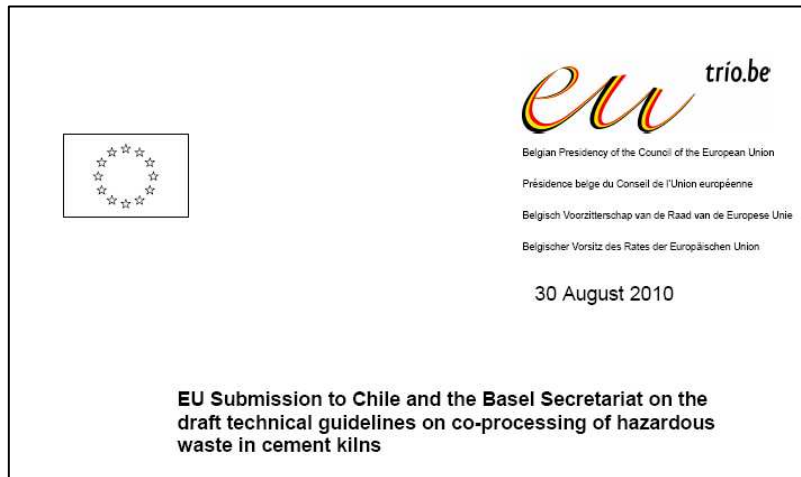 eu trio.be
Belgian Presidency of the Council of the European Union
Présidence belge du Conseil de l'Union européenne
Belgisch Voorzitterschap van de Raad van de Europese Unie
Belgischer Vorsitz des Rates der Europäischen Union
30 August 2010
EU Submission to Chile and the Basel Secretariat on the
draft technical guidelines on co-processing of hazardous
waste in cement kilns